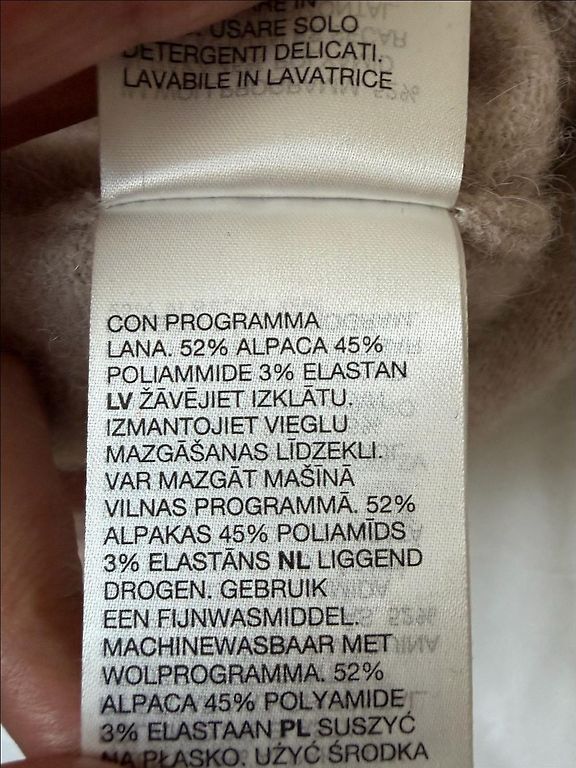 RE IN
USARE SOLO
DETERGENTI DELICATI.
LAVABILE IN LAVATRICE
CON PROGRAMMA
LANA. 52% ALPACA 45%
POLIAMMIDE 3% ELASTAN
LV ŽĀVĒJIET IZKLĀTU.
IZMANTOJIET VIEGLU
MAZGĀŠANAS LĪDZEKLI.
VAR MAZGĀT MAŠĪNĀ
VILNAS PROGRAMMĀ. 52%
ALPAKAS 45% POLIAMĪDS
3% ELASTĀNS NL LIGGEND
DROGEN. GEBRUIK
EEN FIJNWASMIDDEL.
MACHINEWASBAAR MET
WOLPROGRAMMA. 52%
ALPACA 45% POLYAMIDE
3% ELASTAAN PL SUSZYĆ
NA PŁASKO. UŻYĆ ŚRODKA